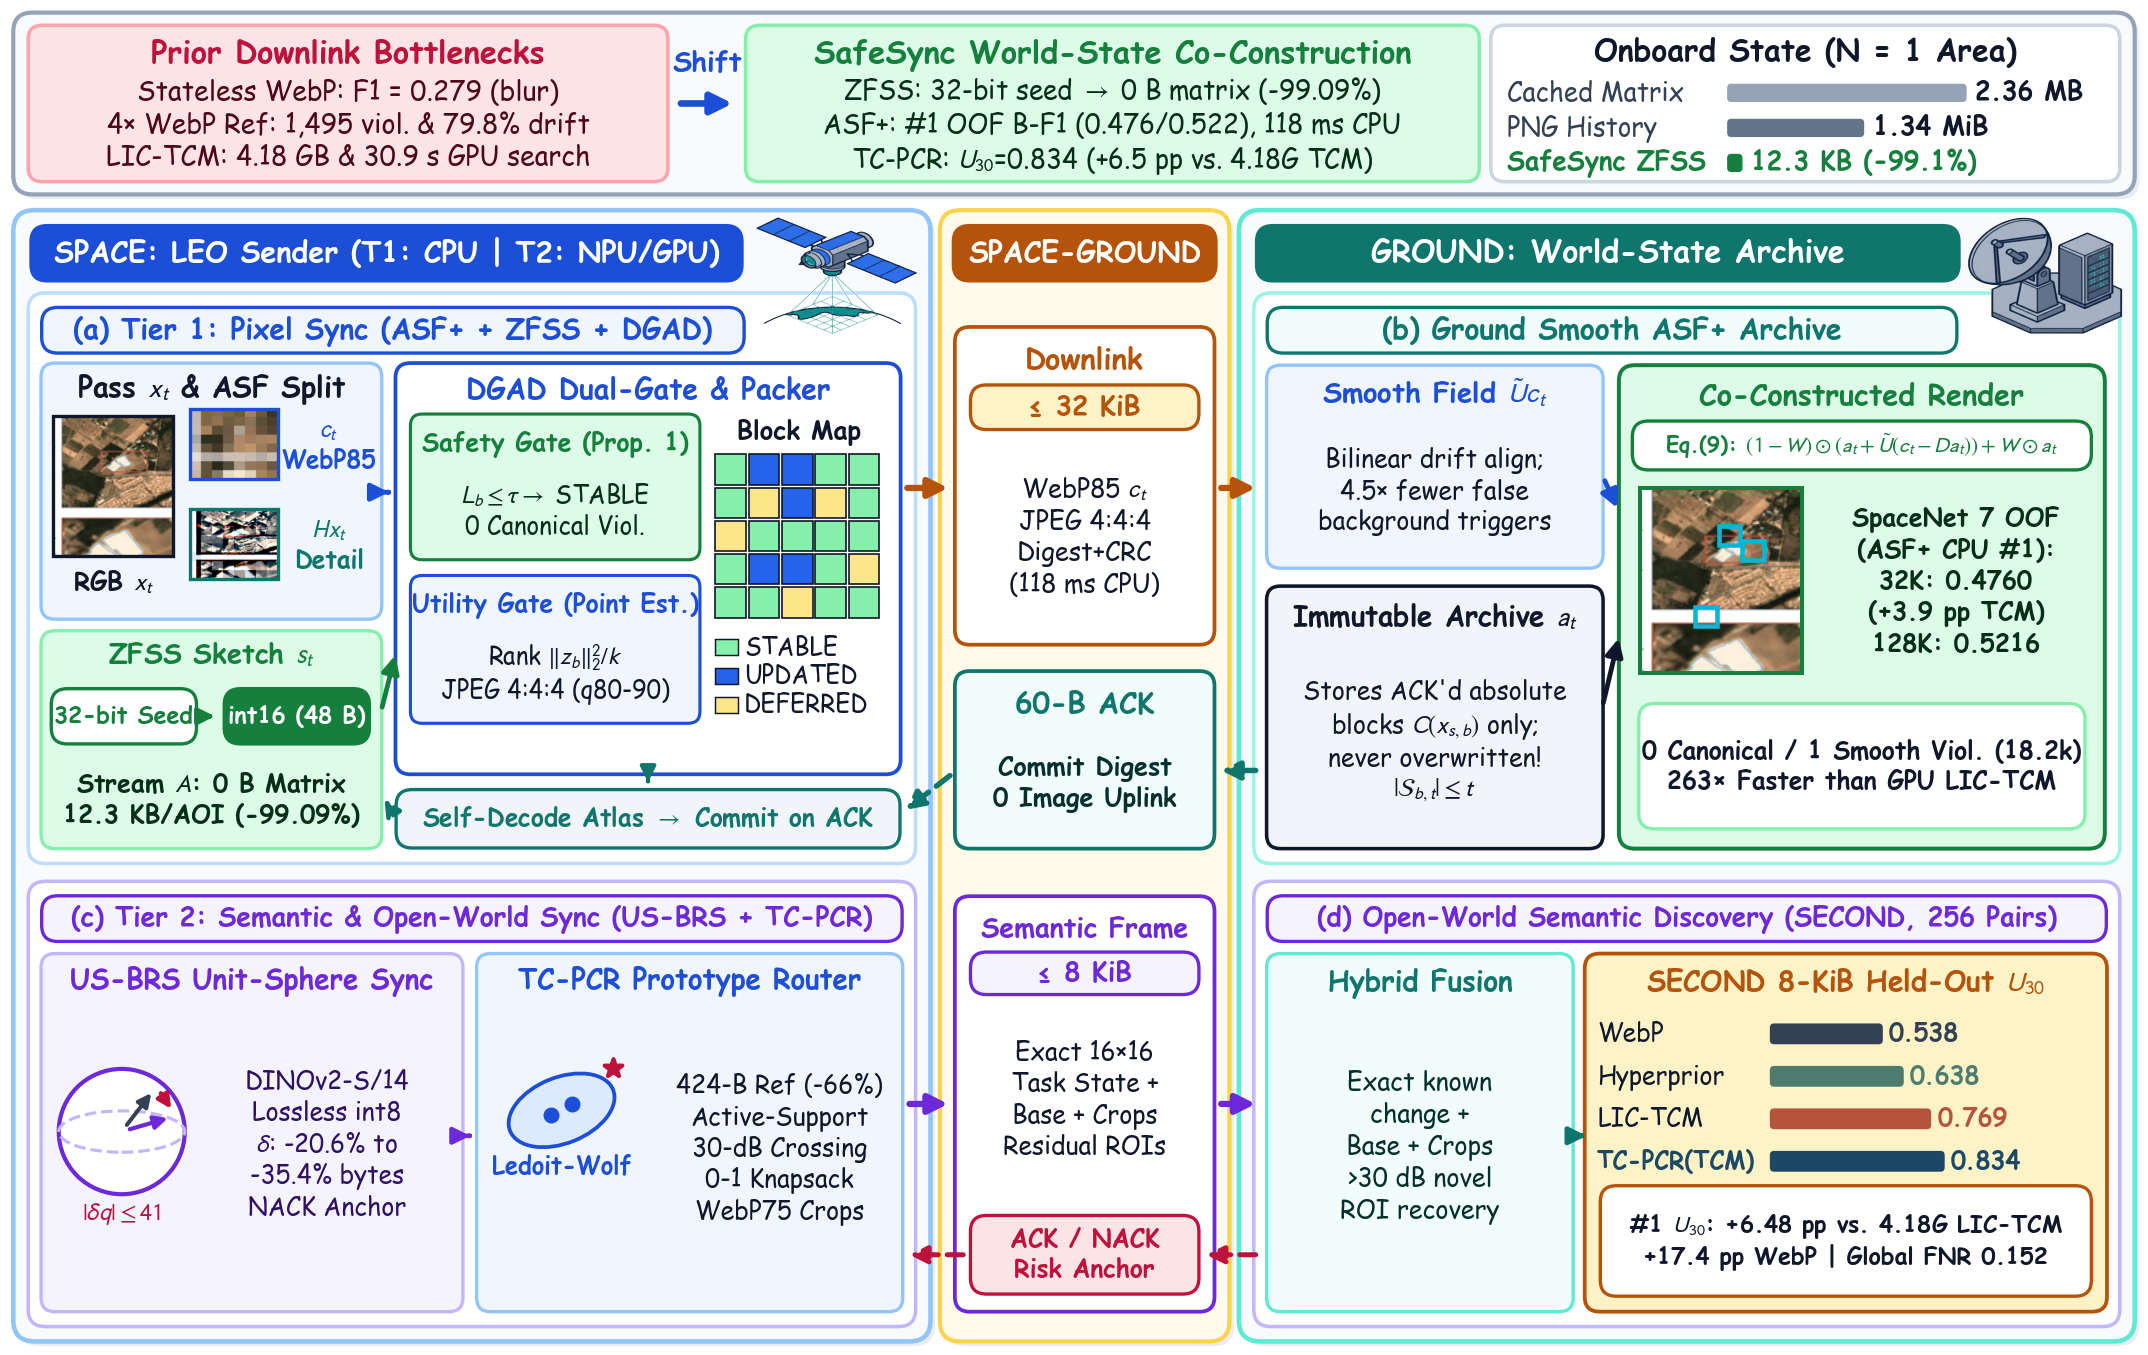 Prior Downlink Bottlenecks
Stateless WebP: F1 = 0.279 (blur)
4× WebP Ref: 1,495 viol. & 79.8% drift
LIC-TCM: 4.18 GB & 30.9 s GPU search
Shift
SafeSync World-State Co-Construction
ZFSS: 32-bit seed → 0 B matrix (-99.09%)
ASF+: #1 OOF B-F1 (0.476/0.522), 118 ms CPU
TC-PCR: U₃₀=0.834 (+6.5 pp vs. 4.18G TCM)
Onboard State (N = 1 Area)
Cached Matrix 2.36 MB
PNG History 1.34 MiB
SafeSync ZFSS 12.3 KB (-99.1%)
SPACE: LEO Sender (T1: CPU | T2: NPU/GPU)
SPACE-GROUND
GROUND: World-State Archive
(a) Tier 1: Pixel Sync (ASF+ + ZFSS + DGAD)
Pass xₜ & ASF Split
cₜ
WebP85
Hxₜ
Detail
RGB xₜ
ZFSS Sketch sₜ
32-bit Seed
int16 (48 B)
Stream A: 0 B Matrix
12.3 KB/AOI (-99.09%)
DGAD Dual-Gate & Packer
Safety Gate (Prop. 1)
L_b ≤ τ → STABLE
0 Canonical Viol.
Utility Gate (Point Est.)
Rank ||z_b||₂²/k
JPEG 4:4:4 (q80-90)
Block Map
STABLE
UPDATED
DEFERRED
Self-Decode Atlas → Commit on ACK
Downlink
≤ 32 KiB
WebP85 cₜ
JPEG 4:4:4
Digest+CRC
(118 ms CPU)
60-B ACK
Commit Digest
0 Image Uplink
(b) Ground Smooth ASF+ Archive
Smooth Field Ũcₜ
Bilinear drift align;
4.5× fewer false
background triggers
Immutable Archive aₜ
Stores ACK'd absolute
blocks C(x_{s,b}) only;
never overwritten!
|S_{b,t}| ≤ t
Co-Constructed Render
Eq.(9): (1 − W) ⊙ (aₜ + Ũ(cₜ − Daₜ)) + W ⊙ aₜ
SpaceNet 7 OOF
(ASF+ CPU #1):
32K: 0.4760
(+3.9 pp TCM)
128K: 0.5216
0 Canonical / 1 Smooth Viol. (18.2k)
263× Faster than GPU LIC-TCM
(c) Tier 2: Semantic & Open-World Sync (US-BRS + TC-PCR)
US-BRS Unit-Sphere Sync
|δq| ≤ 41
DINOv2-S/14
Lossless int8
δ: -20.6% to
-35.4% bytes
NACK Anchor
TC-PCR Prototype Router
Ledoit-Wolf
424-B Ref (-66%)
Active-Support
30-dB Crossing
0-1 Knapsack
WebP75 Crops
Semantic Frame
≤ 8 KiB
Exact 16×16
Task State +
Base + Crops
Residual ROIs
ACK / NACK
Risk Anchor
(d) Open-World Semantic Discovery (SECOND, 256 Pairs)
Hybrid Fusion
Exact known
change +
Base + Crops
>30 dB novel
ROI recovery
SECOND 8-KiB Held-Out U₃₀
WebP 0.538
Hyperprior 0.638
LIC-TCM 0.769
TC-PCR(TCM) 0.834
#1 U₃₀: +6.48 pp vs. 4.18G LIC-TCM
+17.4 pp WebP | Global FNR 0.152